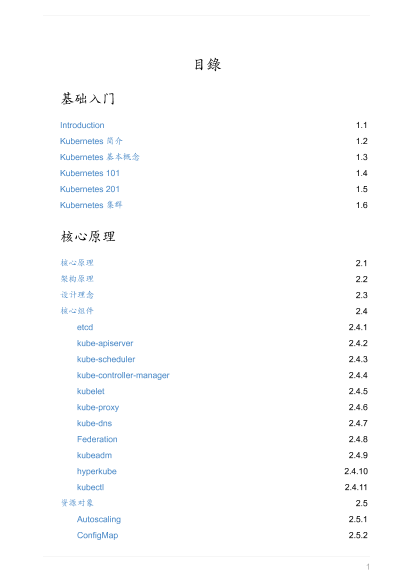 目錄
基础入门
Introduction 1.1
Kubernetes 简介 1.2
Kubernetes 基本概念 1.3
Kubernetes 101 1.4
Kubernetes 201 1.5
Kubernetes 集群 1.6
核心原理
核心原理 2.1
架构原理 2.2
设计理念 2.3
核心组件 2.4
etcd 2.4.1
kube-apiserver 2.4.2
kube-scheduler 2.4.3
kube-controller-manager 2.4.4
kubelet 2.4.5
kube-proxy 2.4.6
kube-dns 2.4.7
Federation 2.4.8
kubeadm 2.4.9
hyperkube 2.4.10
kubectl 2.4.11
资源对象 2.5
Autoscaling 2.5.1
ConfigMap 2.5.2
1